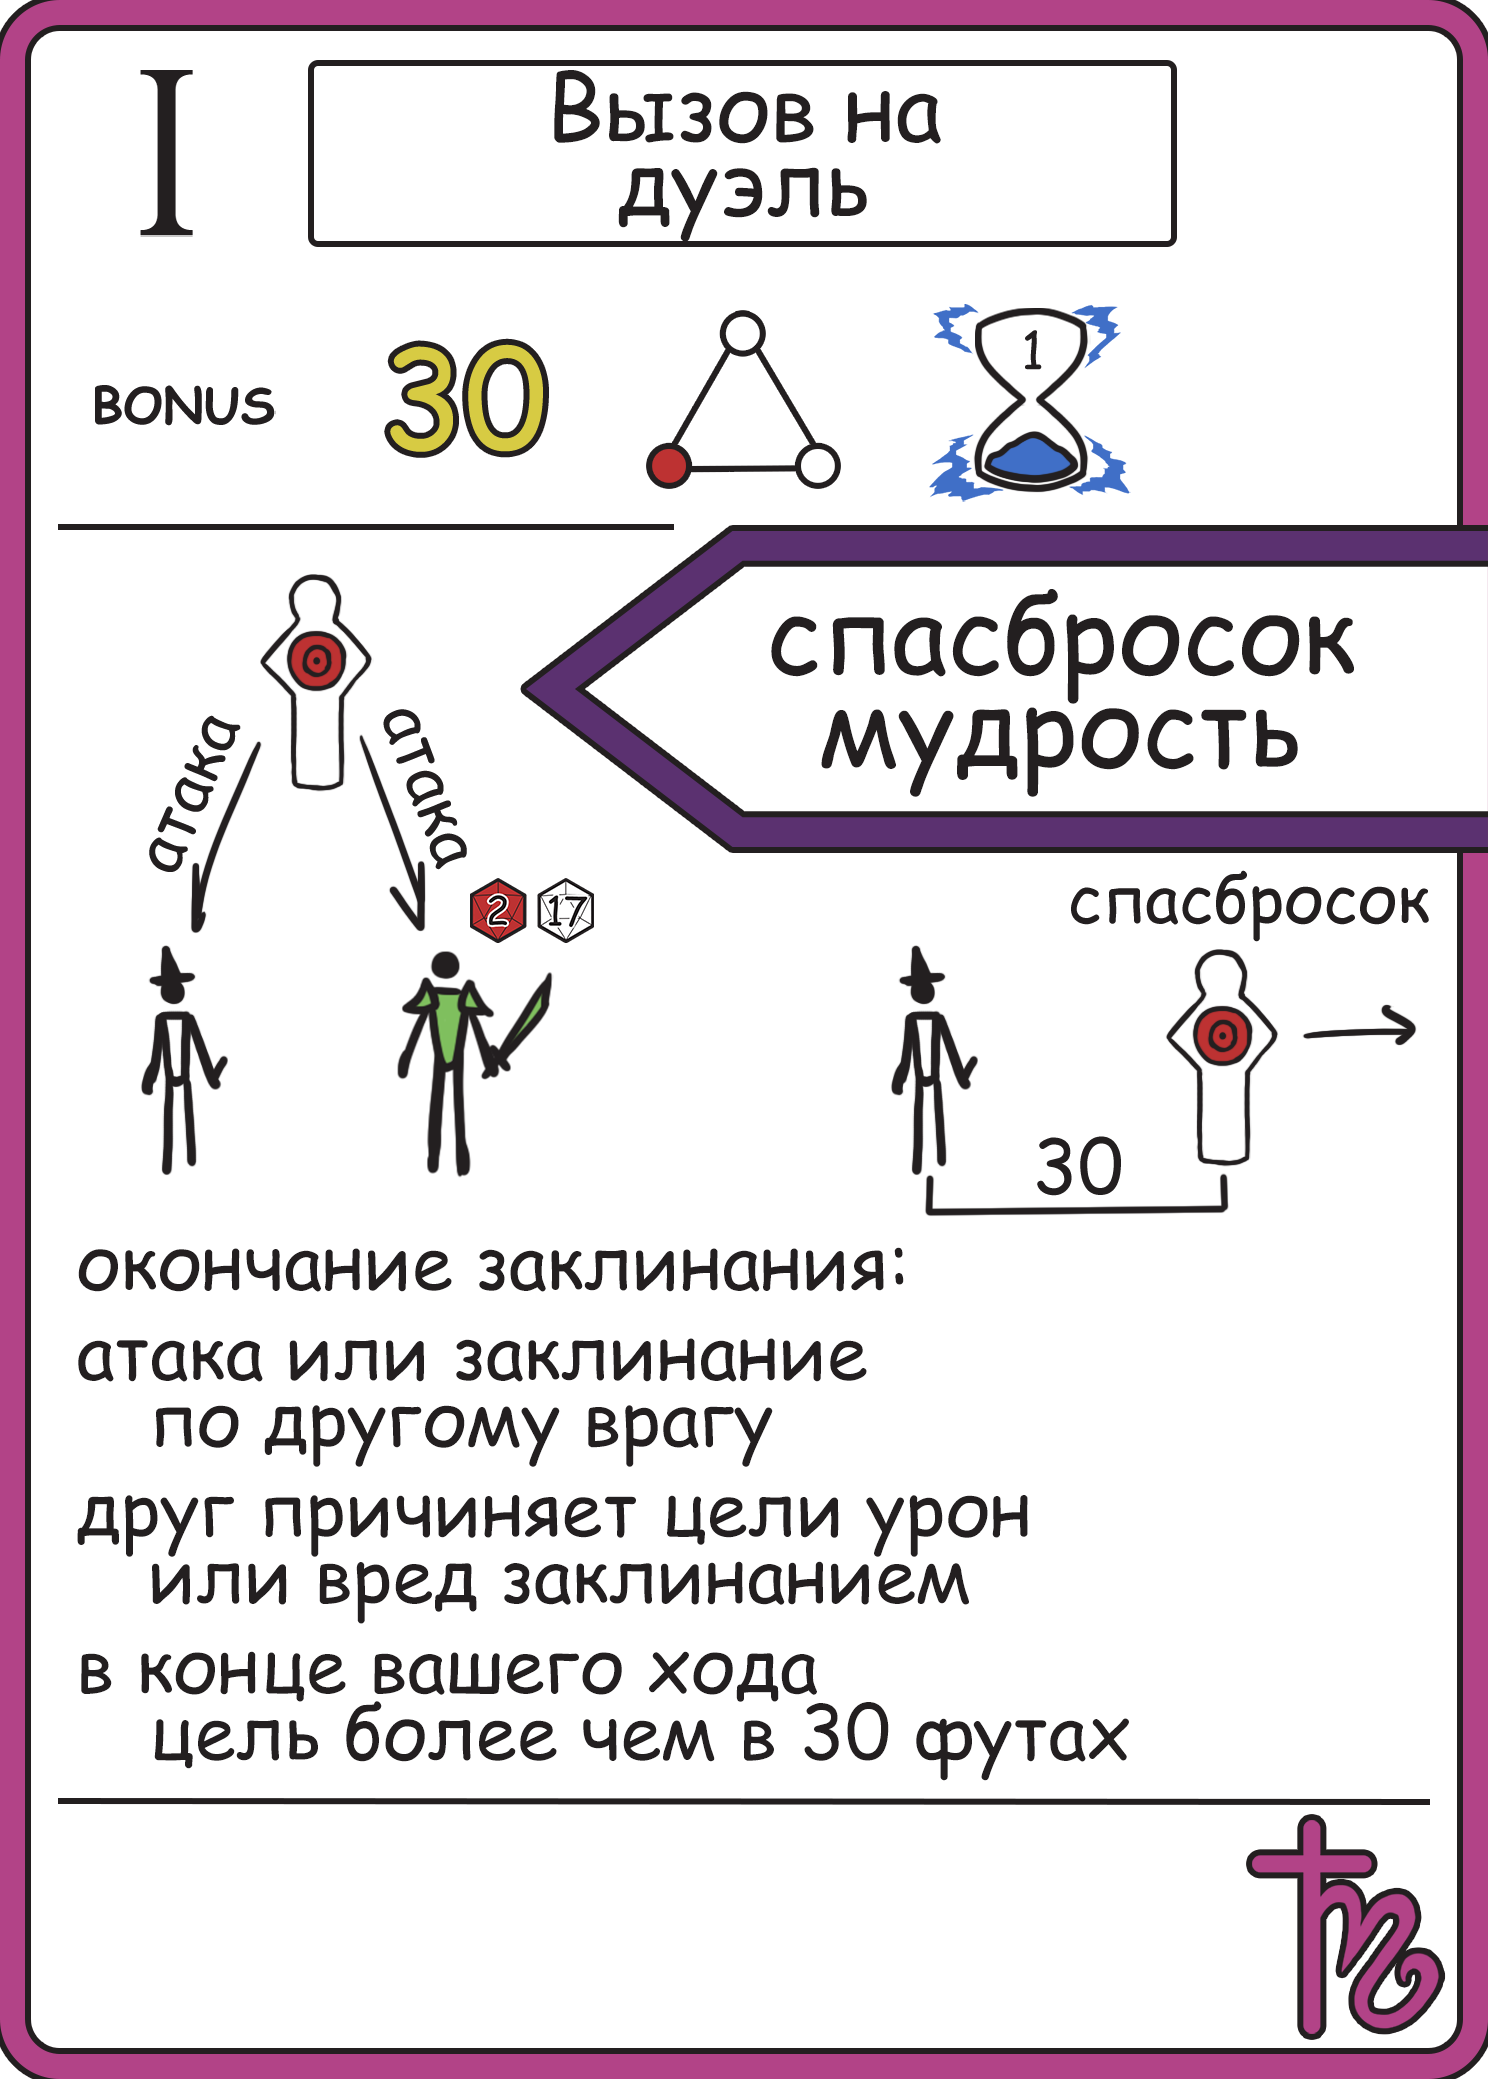 I
Вызов на
дуэль
BONUS
30
1
спасбросок
мудрость
атака
атака
2
17
спасбросок
30
окончание заклинания:
атака или заклинание
по другому врагу
друг причиняет цели урон
или вред заклинанием
в конце вашего хода
цель более чем в 30 футах